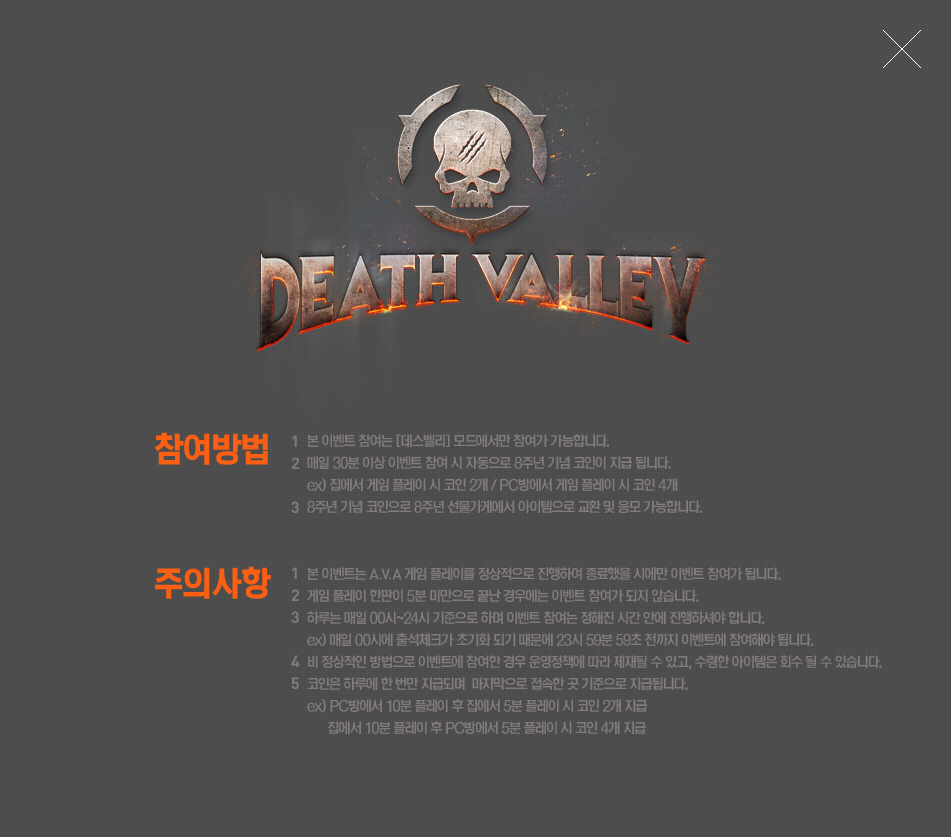 DEATH VALLEY
참여방법
1 본 이벤트 참여는 [데스벨리] 모드에서만 참여가 가능합니다.
2 매일 30분 이상 이벤트 참여 시 자동으로 8주년 기념 코인이 지급 됩니다.
ex) 집에서 게임 플레이 시 코인 2개 / PC방에서 게임 플레이 시 코인 4개
3 8주년 기념 코인으로 8주년 선물가게에서 아이템으로 교환 및 응모 가능합니다.
주의사항
1 본 이벤트는 A.V.A 게임 플레이를 정상적으로 진행하여 종료했을 시에만 이벤트 참여가 됩니다.
2 게임 플레이 한판이 5분 미만으로 끝난 경우에는 이벤트 참여가 되지 않습니다.
3 하루는 매일 00시~24시 기준으로 하며 이벤트 참여는 정해진 시간 안에 진행하셔야 합니다.
ex) 매일 00시에 출석체크가 초기화 되기 때문에 23시 59분 59초 전까지 이벤트에 참여해야 됩니다.
4 비 정상적인 방법으로 이벤트에 참여한 경우 운영정책에 따라 제재될 수 있고, 수령한 아이템은 회수 될 수 있습니다.
5 코인은 하루에 한 번만 지급되며 마지막으로 접속한 곳 기준으로 지급됩니다.
ex) PC방에서 10분 플레이 후 집에서 5분 플레이 시 코인 2개 지급
집에서 10분 플레이 후 PC방에서 5분 플레이 시 코인 4개 지급